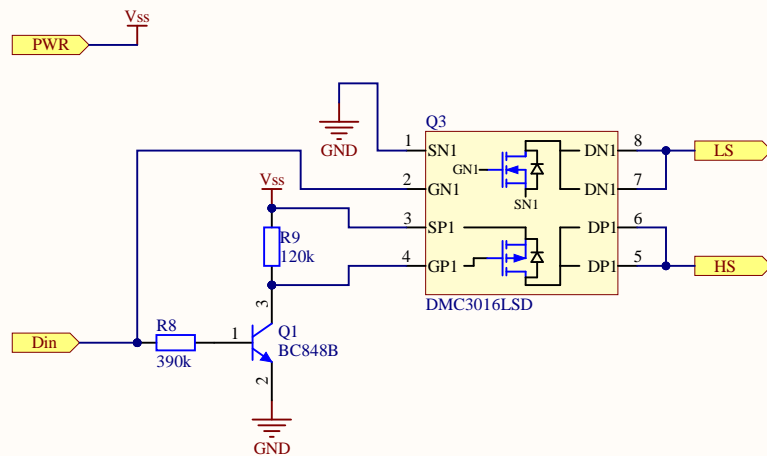 Vss
PWR
Q3
GND
1 SN1 DN1 8 LS
GN1
2 GN1 DN1 7
SN1
Vss
3 SP1 DP1 6
R9
120k
4 GP1 DP1 5 HS
DMC3016LSD
3
R8
Q1
Din 1
BC848B
390k
2
GND